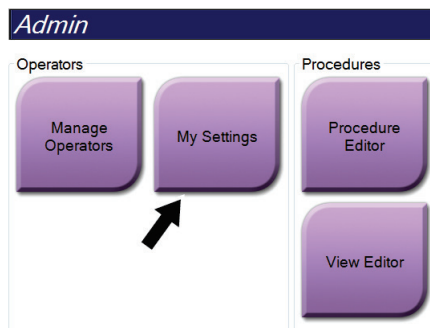 Admin
Operators
Manage
Operators
My Settings
Procedures
Procedure
Editor
View Editor